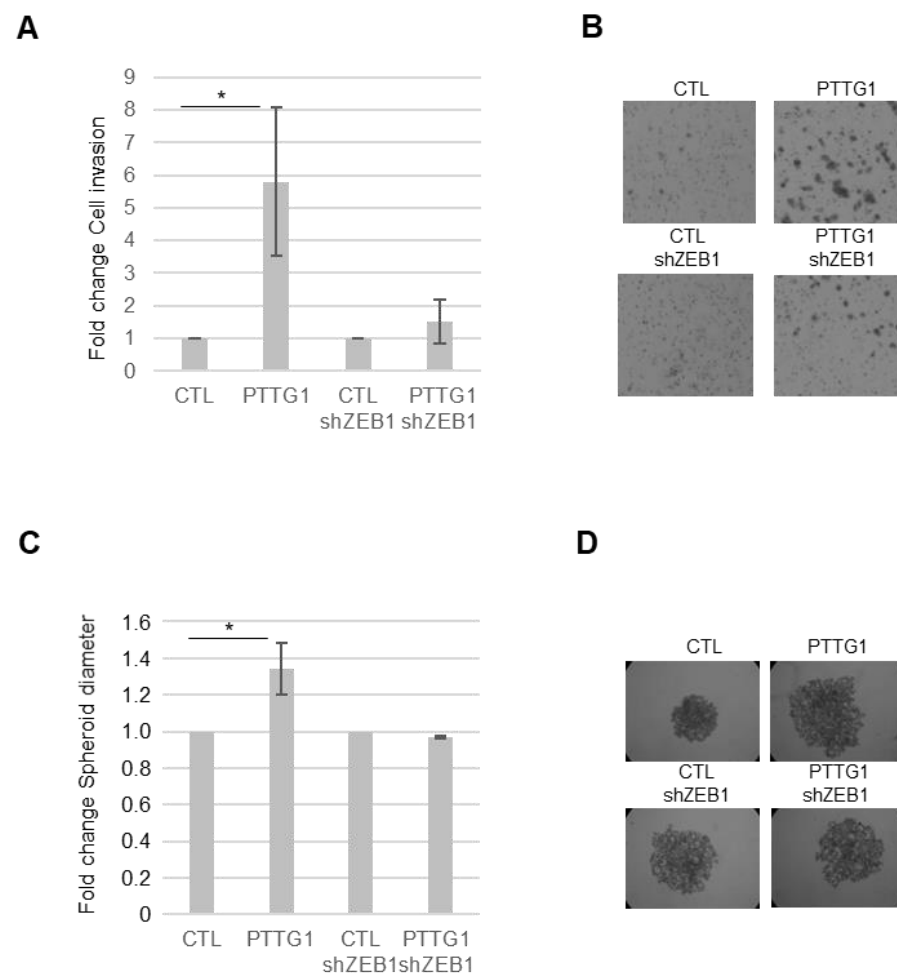 A
Fold change Cell invasion
9
8
7
6
5
4
3
2
1
0
*
CTL
PTTG1
CTL
shZEB1
PTTG1
shZEB1
B
CTL
PTTG1
CTL
shZEB1
PTTG1
shZEB1
C
Fold change Spheroid diameter
1.6
1.4
1.2
1.0
0.8
0.6
0.4
0.2
0
*
CTL
PTTG1
CTL
shZEB1
PTTG1
shZEB1
D
CTL
PTTG1
CTL
shZEB1
PTTG1
shZEB1